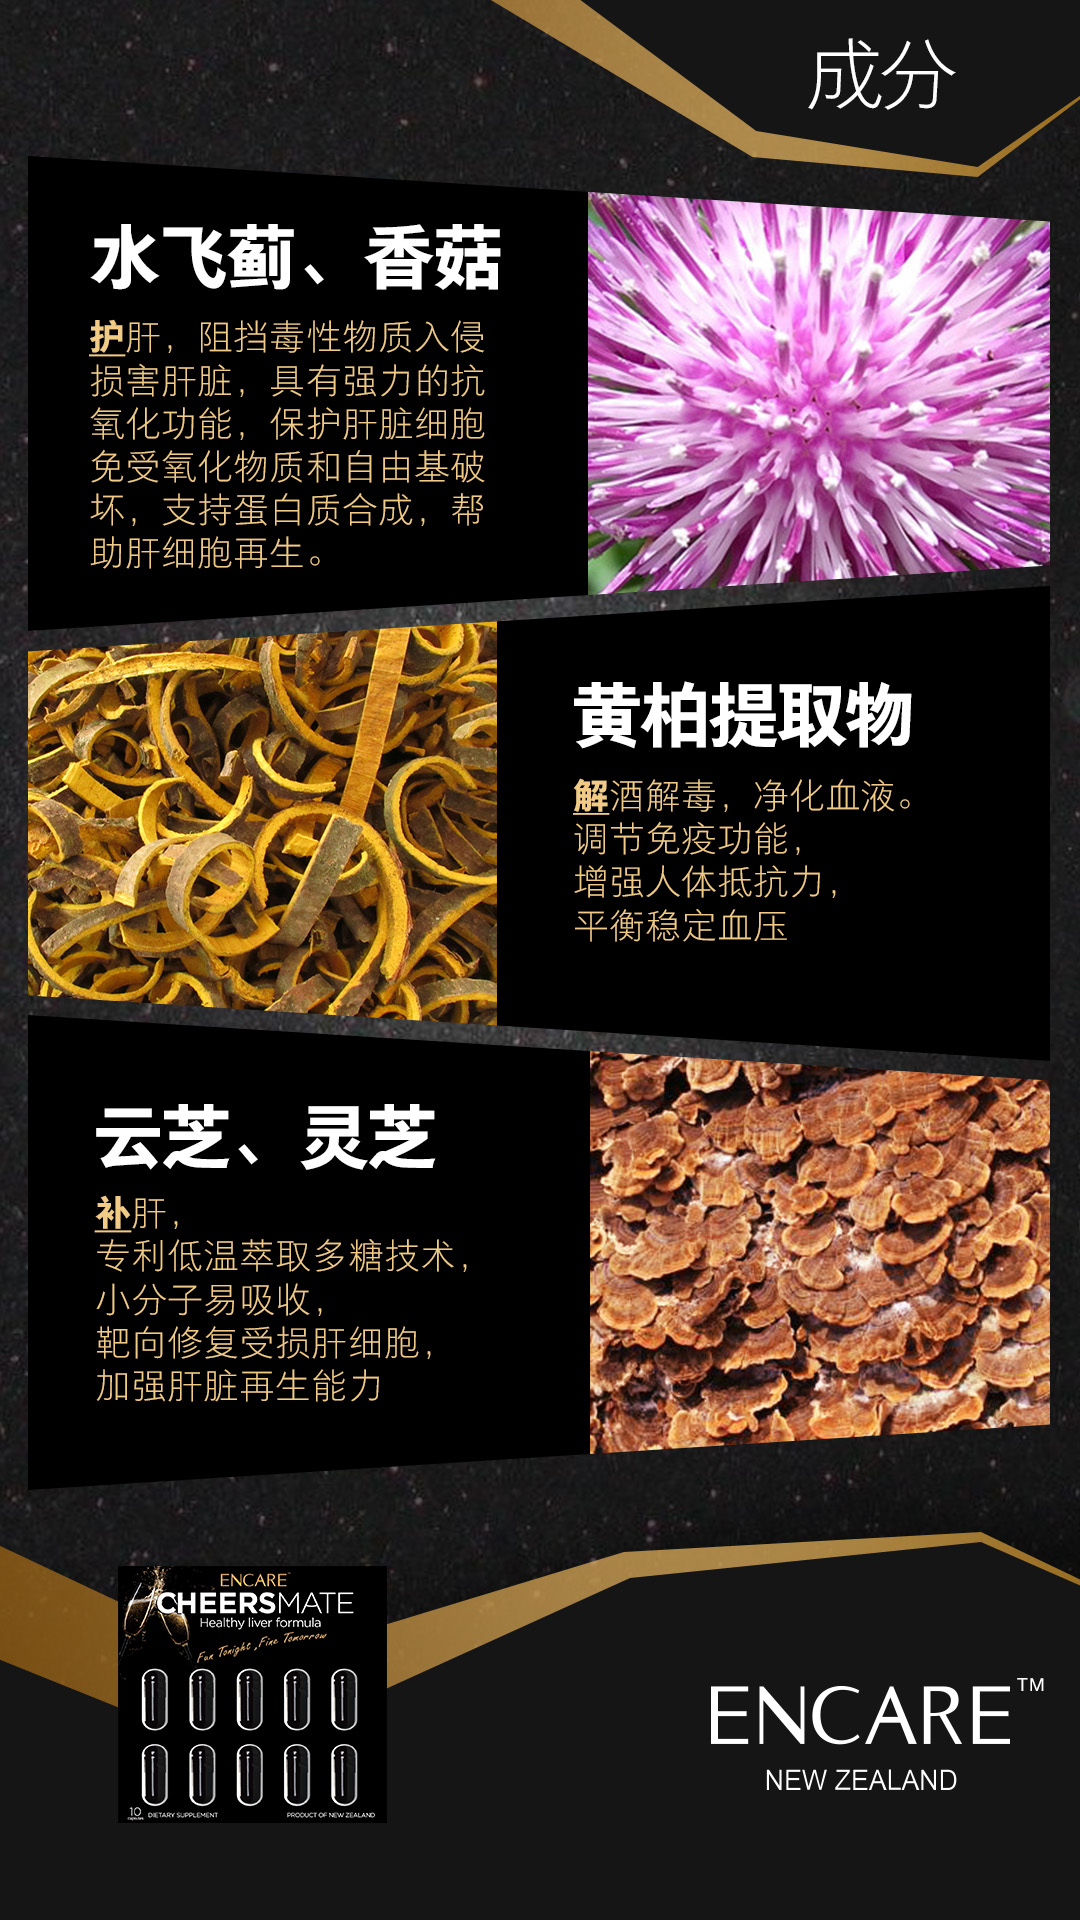 成分
水飞蓟、香菇
护肝，阻挡毒性物质入侵
损害肝脏，具有强力的抗
氧化功能，保护肝脏细胞
免受氧化物质和自由基破
坏，支持蛋白质合成，帮
助肝细胞再生。
黄柏提取物
解酒解毒，净化血液。
调节免疫功能，
增强人体抵抗力，
平衡稳定血压
云芝、灵芝
补肝，
专利低温萃取多糖技术，
小分子易吸收，
靶向修复受损肝细胞，
加强肝脏再生能力
ENCARE
CHEERSMATE
Healthy liver formula
Fun Tonight, Fine Tomorrow
10 DIETARY SUPPLEMENT
PRODUCT OF NEW ZEALAND
ENCARE™
NEW ZEALAND